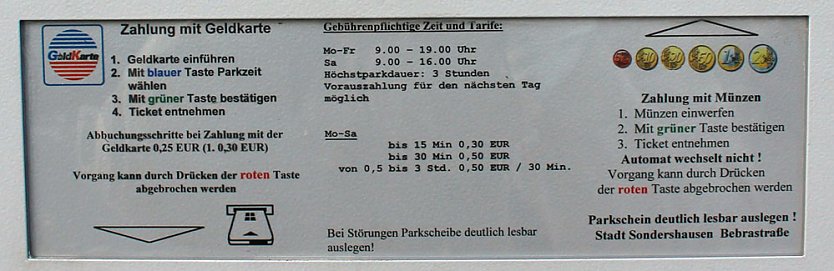 GeldKarte
Zahlung mit Geldkarte
1. Geldkarte einführen
2. Mit blauer Taste Parkzeit
wählen
3. Mit grüner Taste bestätigen
4. Ticket entnehmen
Abbuchungsschritte bei Zahlung mit der
Geldkarte 0,25 EUR (1. 0,30 EUR)
Vorgang kann durch Drücken der roten Taste
abgebrochen werden
Gebührenpflichtige Zeit und Tarife:
Mo-Fr 9.00 - 19.00 Uhr
Sa 9.00 - 16.00 Uhr
Höchstparkdauer: 3 Stunden
Vorauszahlung für den nächsten Tag
möglich
Mo-Sa
bis 15 Min 0,30 EUR
bis 30 Min 0,50 EUR
von 0,5 bis 3 Std. 0,50 EUR / 30 Min.
Bei Störungen Parkscheibe deutlich lesbar
auslegen!
Zahlung mit Münzen
1. Münzen einwerfen
2. Mit grüner Taste bestätigen
3. Ticket entnehmen
Automat wechselt nicht !
Vorgang kann durch Drücken
der roten Taste abgebrochen werden
Parkschein deutlich lesbar auslegen !
Stadt Sondershausen Bebrastraße